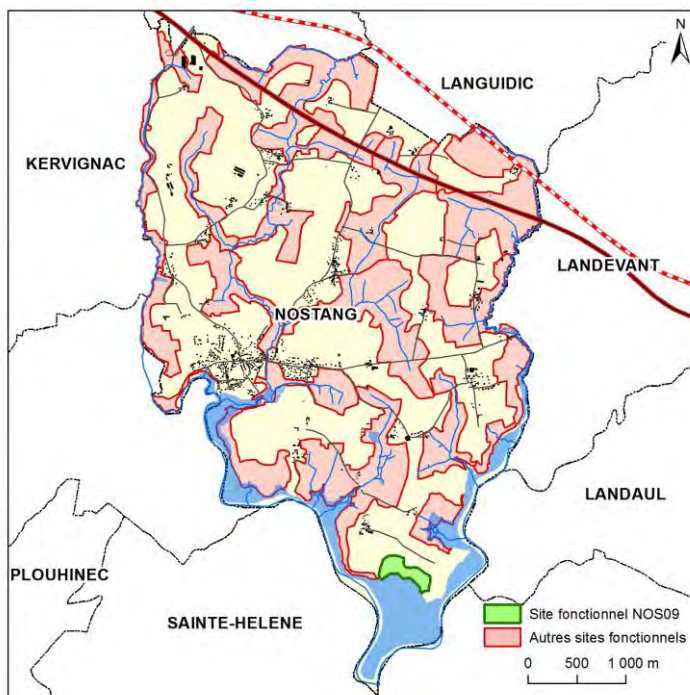 N
LANGUIDIC
KERVIGNAC
LANDEVANT
NOSTANG
LANDAUL
PLOUHINEC
SAINTE-HELENE
Site fonctionnel NOS09
Autres sites fonctionnels
0 500 1 000 m